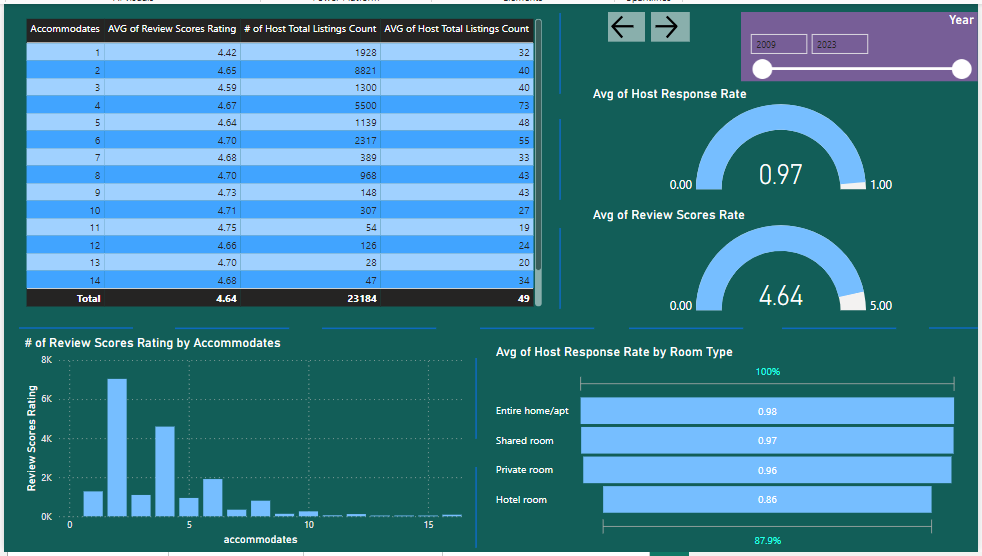 Accommodates AVG of Review Scores Rating # of Host Total Listings Count AVG of Host Total Listings Count
1 4.42 1928 32
2 4.65 8821 40
3 4.59 1300 40
4 4.67 5500 73
5 4.64 1139 48
6 4.70 2317 55
7 4.68 389 33
8 4.70 968 43
9 4.73 148 43
10 4.71 307 27
11 4.75 54 19
12 4.66 126 24
13 4.70 28 20
14 4.68 47 34
Total 4.64 23184 49
Year
2009 2023
Avg of Host Response Rate
0.97
0.00 1.00
Avg of Review Scores Rate
4.64
0.00 5.00
# of Review Scores Rating by Accommodates
8K
6K
4K
2K
0K
Review Scores Rating
0 5 10 15
accommodates
Avg of Host Response Rate by Room Type
100%
Entire home/apt 0.98
Shared room 0.97
Private room 0.96
Hotel room 0.86
87.9%